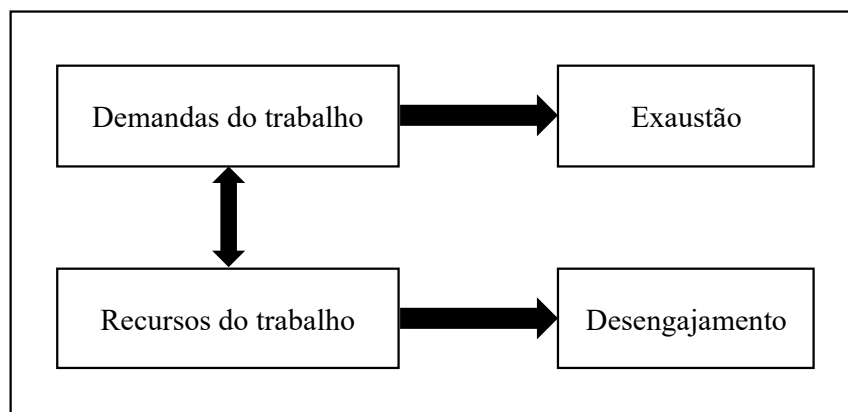 Demandas do trabalho
Exaustão
Recursos do trabalho
Desengajamento